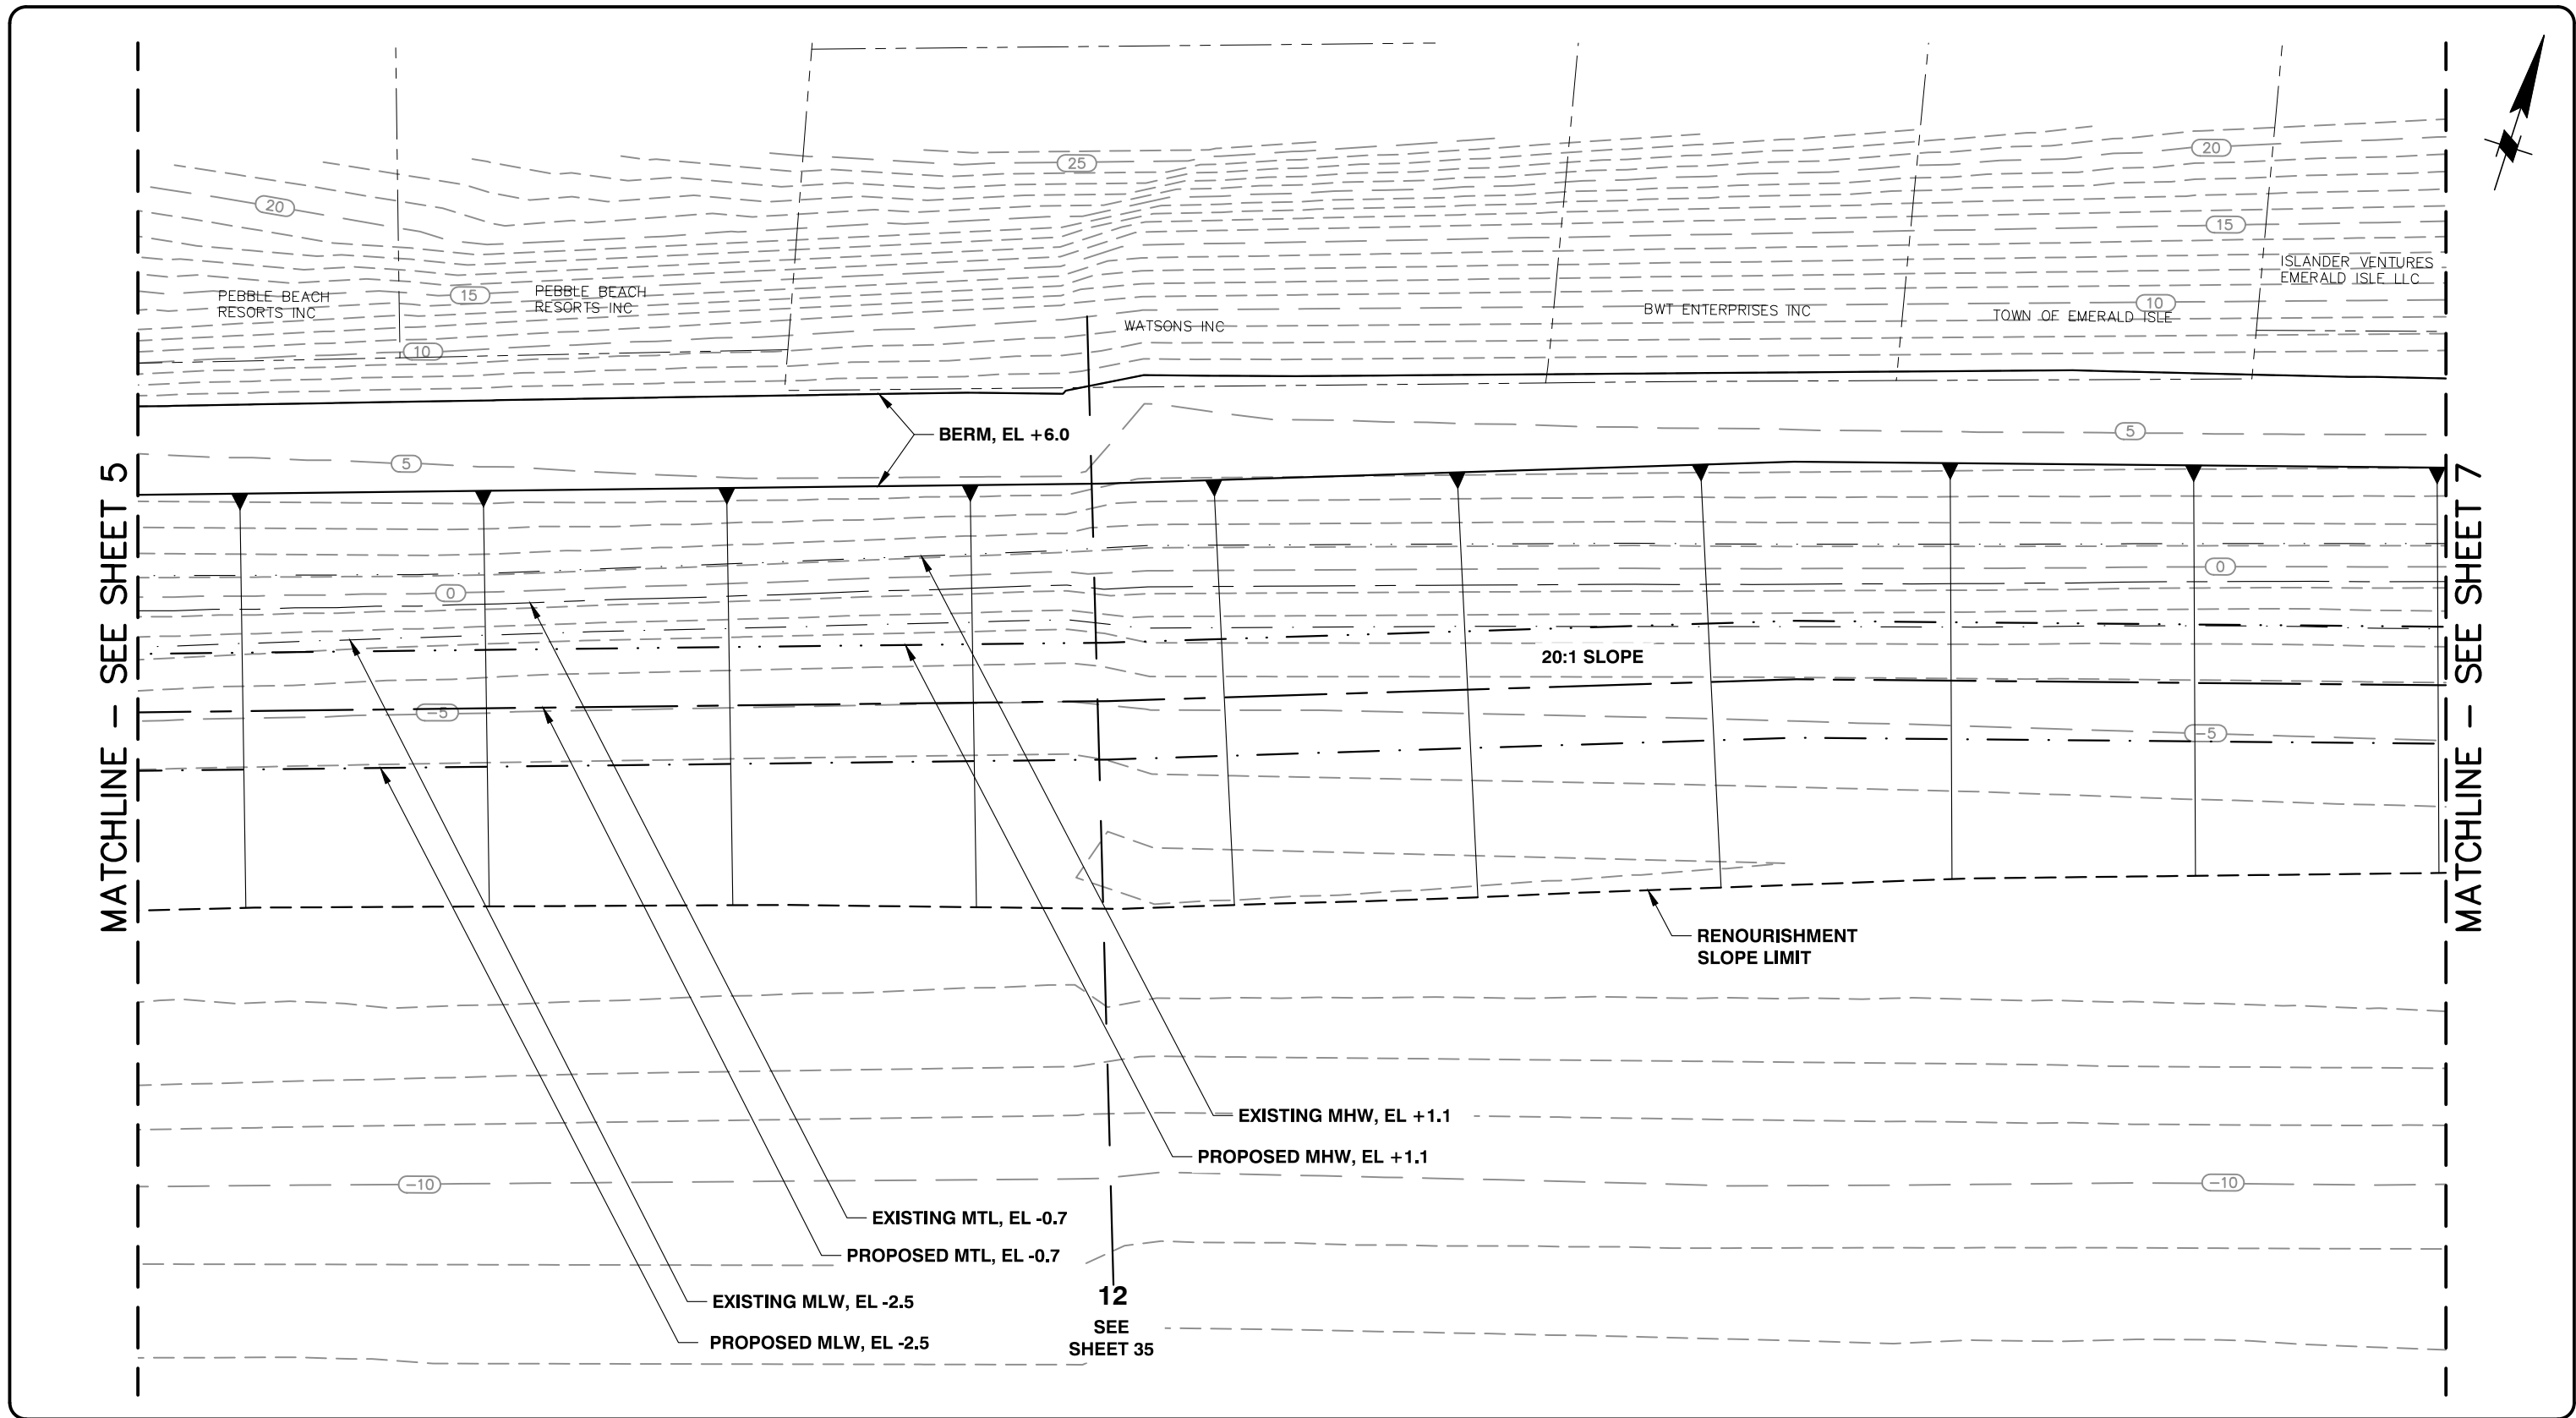 25
20
20
15
ISLANDER VENTURES
EMERALD ISLE LLC
PEBBLE BEACH
RESORTS INC
15
PEBBLE BEACH
RESORTS INC
10
BWT ENTERPRISES INC
TOWN OF EMERALD ISLE
WATSONS INC
10
BERM, EL +6.0
5
5
MATCHLINE – SEE SHEET 5
MATCHLINE – SEE SHEET 7
0
0
20:1 SLOPE
-5
-5
RENOURISHMENT
SLOPE LIMIT
EXISTING MHW, EL +1.1
PROPOSED MHW, EL +1.1
-10
-10
EXISTING MTL, EL -0.7
PROPOSED MTL, EL -0.7
EXISTING MLW, EL -2.5
PROPOSED MLW, EL -2.5
12
SEE
SHEET 35